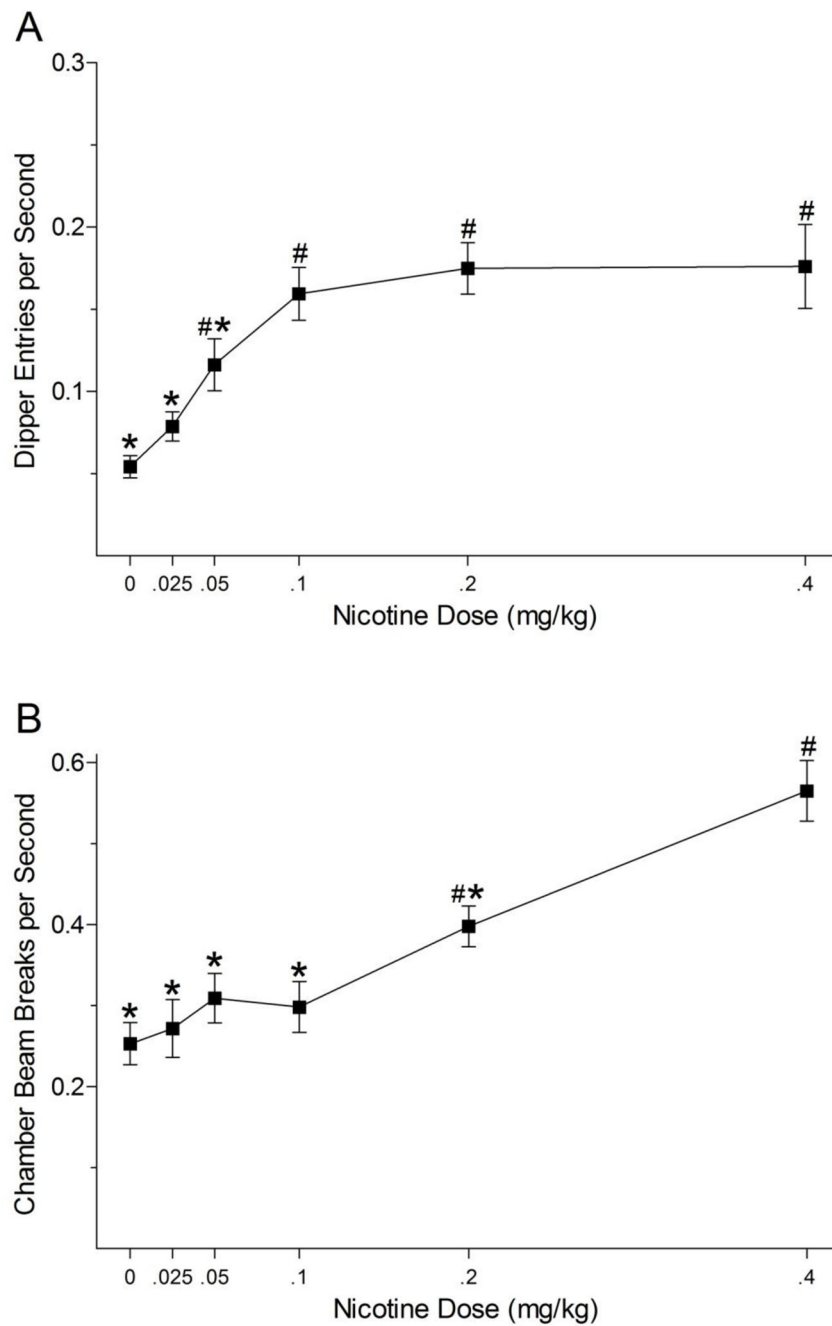 A
Dipper Entries per Second
0.3
0.2
0.1
*
*
#*
#
#
#
0 .025 .05 .1 .2 .4
Nicotine Dose (mg/kg)
B
Chamber Beam Breaks per Second
0.6
0.4
0.2
*
*
*
*
#*
#
0 .025 .05 .1 .2 .4
Nicotine Dose (mg/kg)